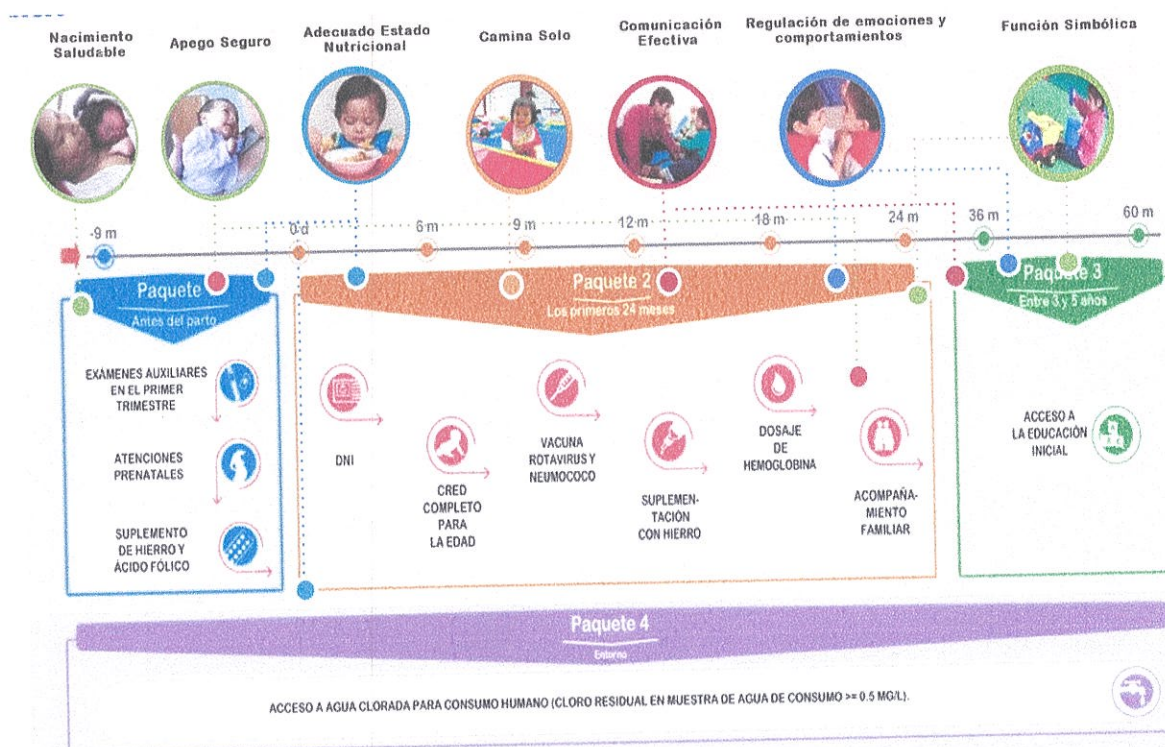 Nacimiento
Saludable
Apego Seguro
Adecuado Estado
Nutricional
Camina Solo
Comunicación
Efectiva
Regulación de emociones y
comportamientos
Función Simbólica
-9 m
0-d
6 m
9 m
12 m
18 m
24 m
36 m
60 m
Paquete
Antes del parto
Paquete 2
Los primeros 24 meses
Paquete 3
Entre 3 y 5 años
EXÁMENES AUXILIARES
EN EL PRIMER
TRIMESTRE
ATENCIONES
PRENATALES
SUPLEMENTO
DE HIERRO Y
ÁCIDO FÓLICO
DNI
CRED
COMPLETO
PARA
LA EDAD
VACUNA
ROTAVIRUS Y
NEUMOCOCO
SUPLEMEN-
TACIÓN
CON HIERRO
DOSAJE
DE
HEMOGLOBINA
ACOMPAÑA-
MIENTO
FAMILIAR
ACCESO A
LA EDUCACIÓN
INICIAL
Paquete 4
Entorno
ACCESO A AGUA CLORADA PARA CONSUMO HUMANO (CLORO RESIDUAL EN MUESTRA DE AGUA DE CONSUMO >= 0.5 MG/L).